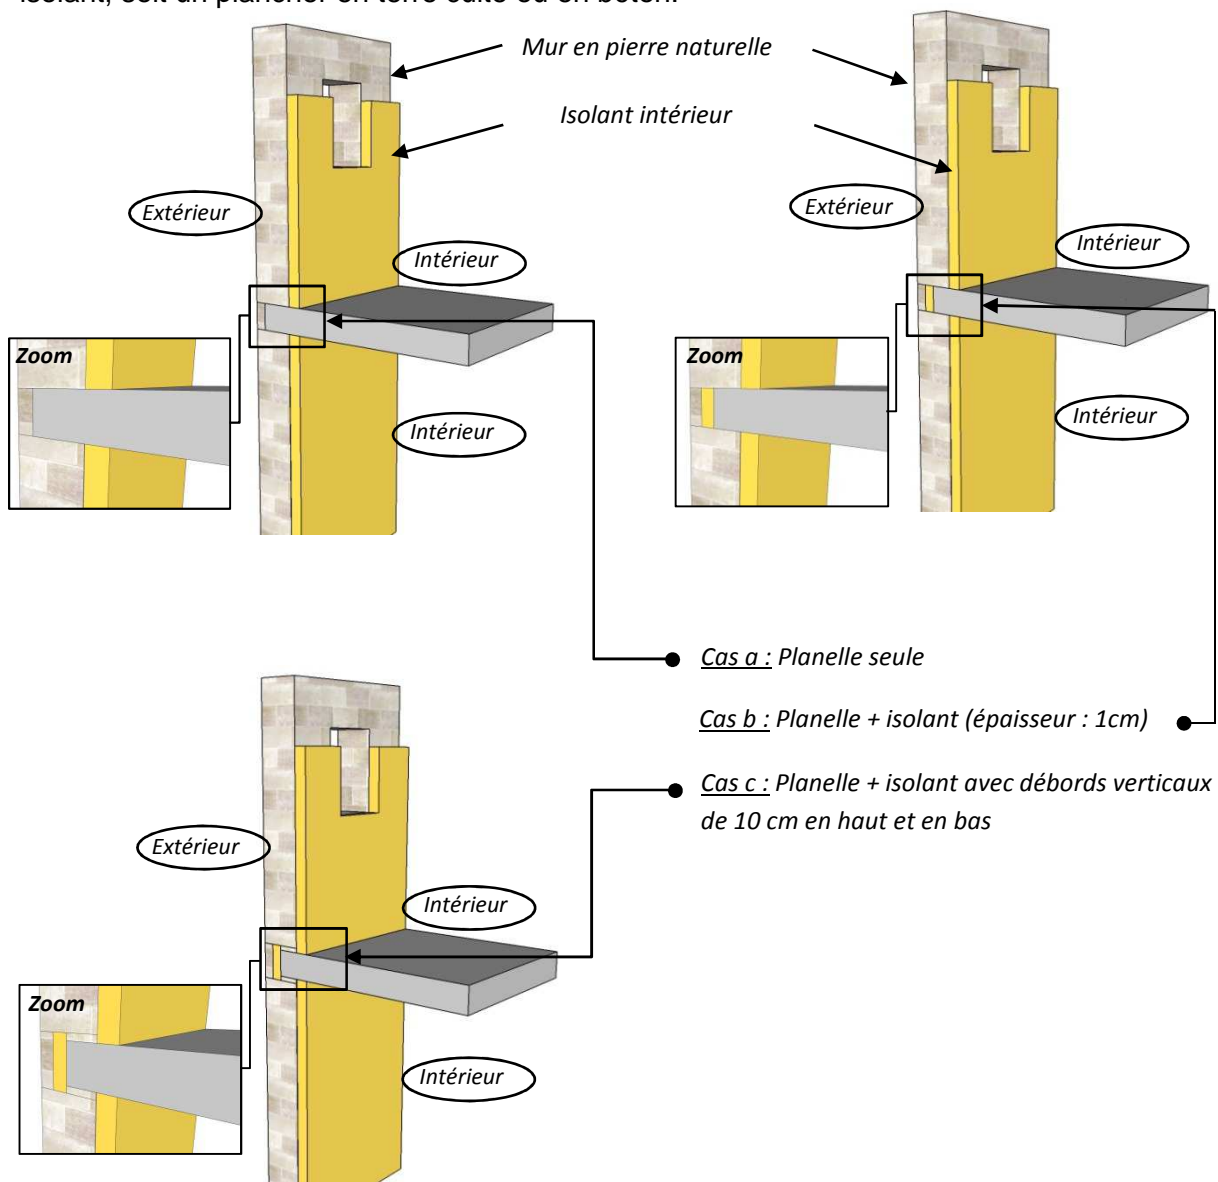 isolant, soit un plancher en terre cuite ou en béton.
Mur en pierre naturelle
Isolant intérieur
Extérieur
Extérieur
Intérieur
Intérieur
Zoom
Zoom
Intérieur
Intérieur
Cas a : Planelle seule
Cas b : Planelle + isolant (épaisseur : 1cm)
Cas c : Planelle + isolant avec débords verticaux
de 10 cm en haut et en bas
Extérieur
Intérieur
Zoom
Intérieur